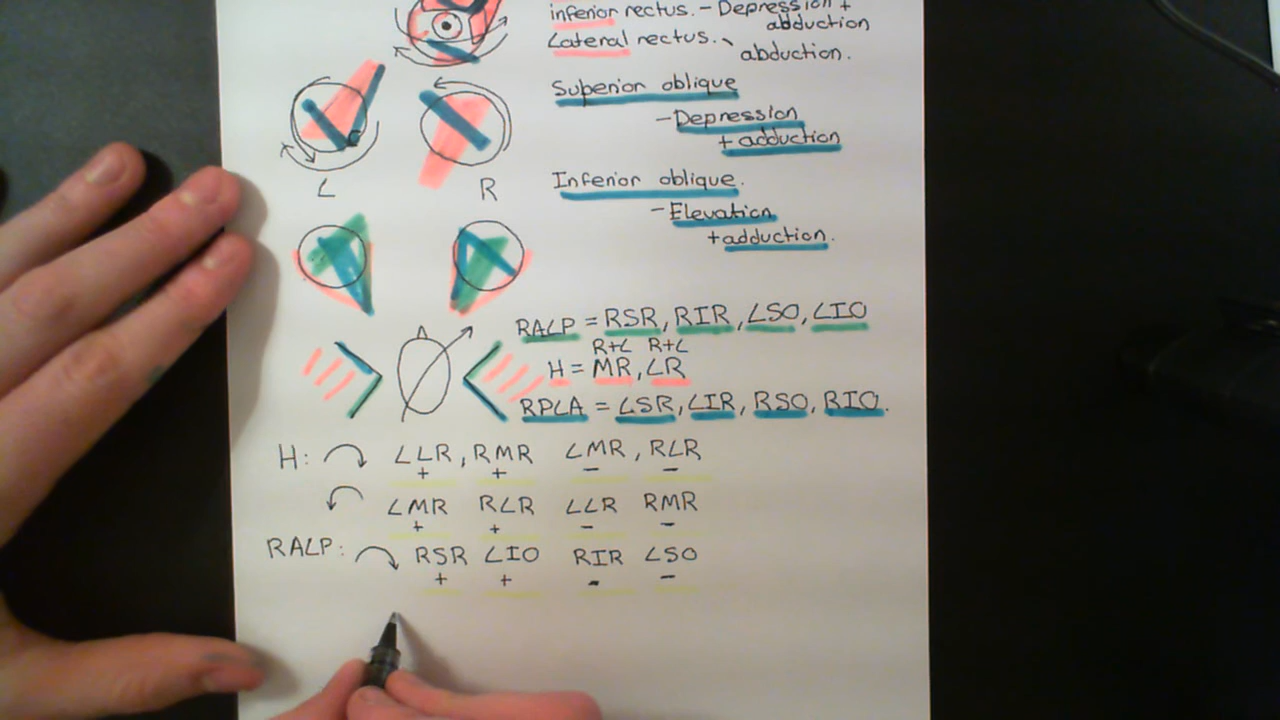 inferior rectus. - Depression +
abduction
Lateral rectus.
abduction.
Superior oblique
- Depression
+ adduction
L R
Inferior oblique.
- Elevation
+adduction.
RALP = RSR, RIR, LSO, LIO
R+L R+L
H = MR, LR
RPLA = LSR, LIR, RSO, RIO.
H: LLR, RMR LMR, RLR
+ + - -
LMR RLR LLR RMR
+ + - -
RALP: RSR LIO RIR LSO
+ + - -